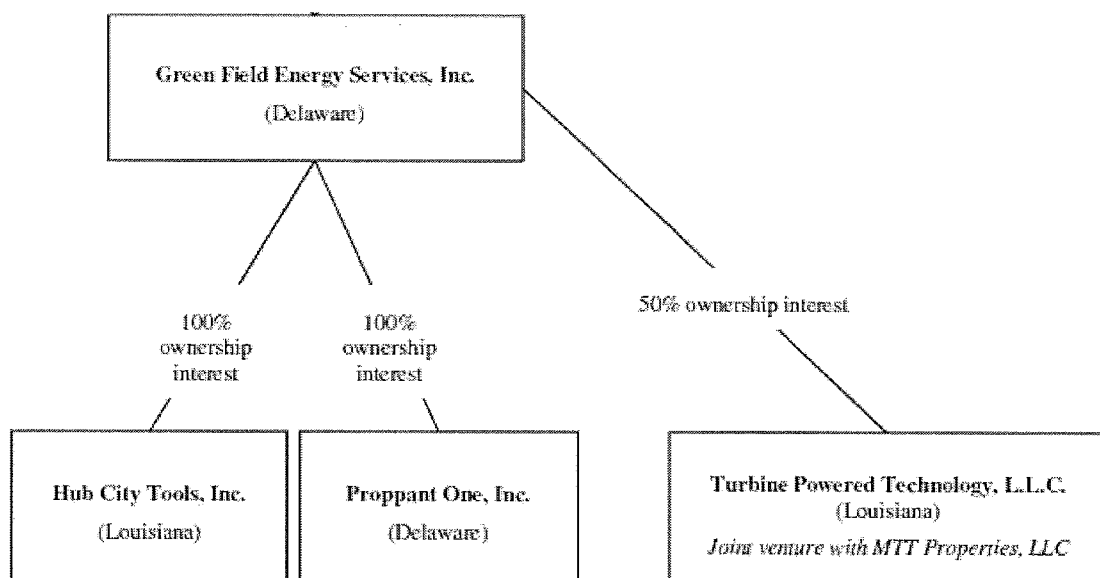 Green Field Energy Services, Inc.
(Delaware)
50% ownership interest
100%
ownership
interest
100%
ownership
interest
Hub City Tools, Inc.
(Louisiana)
Proppant One, Inc.
(Delaware)
Turbine Powered Technology, L.L.C.
(Louisiana)
Joint venture with MTT Properties, LLC